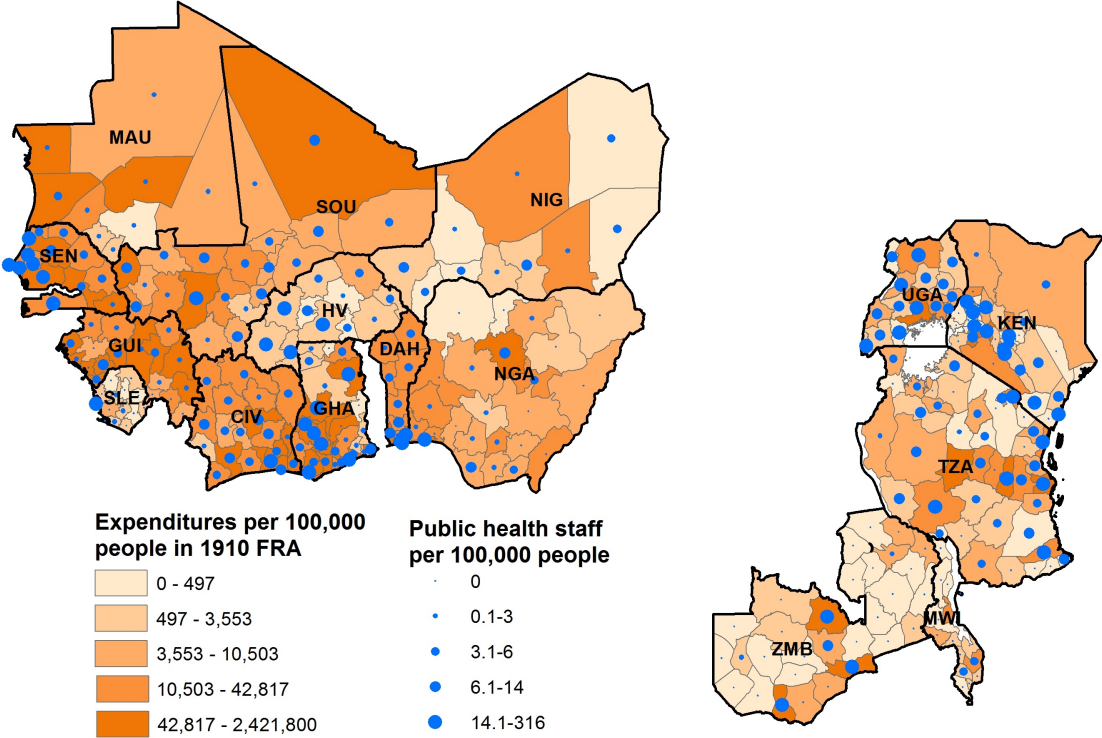 MAU
SOU
NIG
SEN
UGA
KEN
HV
GUI
DAH
NGA
SLE
CIV
GHA
TZA
MWI
ZMB
Expenditures per 100,000
people in 1910 FRA
0 - 497
497 - 3,553
3,553 - 10,503
10,503 - 42,817
42,817 - 2,421,800
Public health staff
per 100,000 people
0
0.1-3
3.1-6
6.1-14
14.1-316